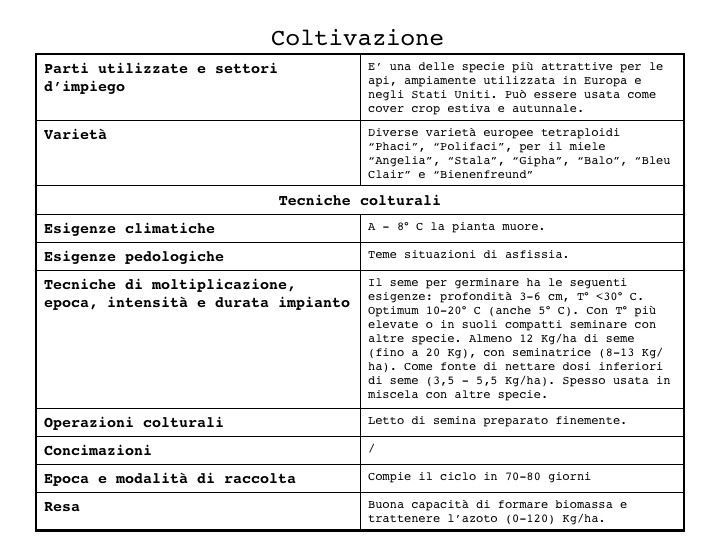 Coltivazione
Parti utilizzate e settori
d’impiego
E’ una delle specie più attrattive per le
api, ampiamente utilizzata in Europa e
negli Stati Uniti. Può essere usata come
cover crop estiva e autunnale.
Varietà
Diverse varietà europee tetraploidi
“Phaci”, “Polifaci”, per il miele
“Angelia”, “Stala”, “Gipha”, “Balo”, “Bleu
Clair” e “Bienenfreund”
Tecniche colturali
Esigenze climatiche
A - 8° C la pianta muore.
Esigenze pedologiche
Teme situazioni di asfissia.
Tecniche di moltiplicazione,
epoca, intensità e durata impianto
Il seme per germinare ha le seguenti
esigenze: profondità 3-6 cm, T° <30° C.
Optimum 10-20° C (anche 5° C). Con T° più
elevate o in suoli compatti seminare con
altre specie. Almeno 12 Kg/ha di seme
(fino a 20 Kg), con seminatrice (8-13 Kg/
ha). Come fonte di nettare dosi inferiori
di seme (3,5 - 5,5 Kg/ha). Spesso usata in
miscela con altre specie.
Operazioni colturali
Letto di semina preparato finemente.
Concimazioni
/
Epoca e modalità di raccolta
Compie il ciclo in 70-80 giorni
Resa
Buona capacità di formare biomassa e
trattenere l’azoto (0-120) Kg/ha.